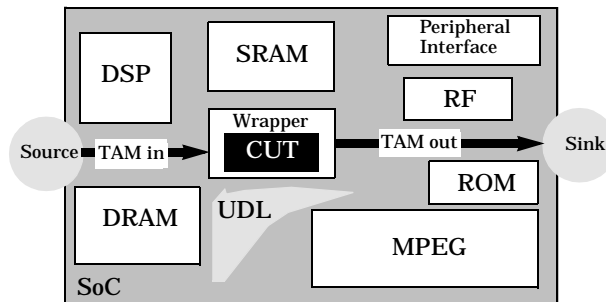 Peripheral
Interface
DSP
SRAM
RF
Wrapper
CUT
Source
TAM in
TAM out
Sink
ROM
DRAM
UDL
MPEG
SoC